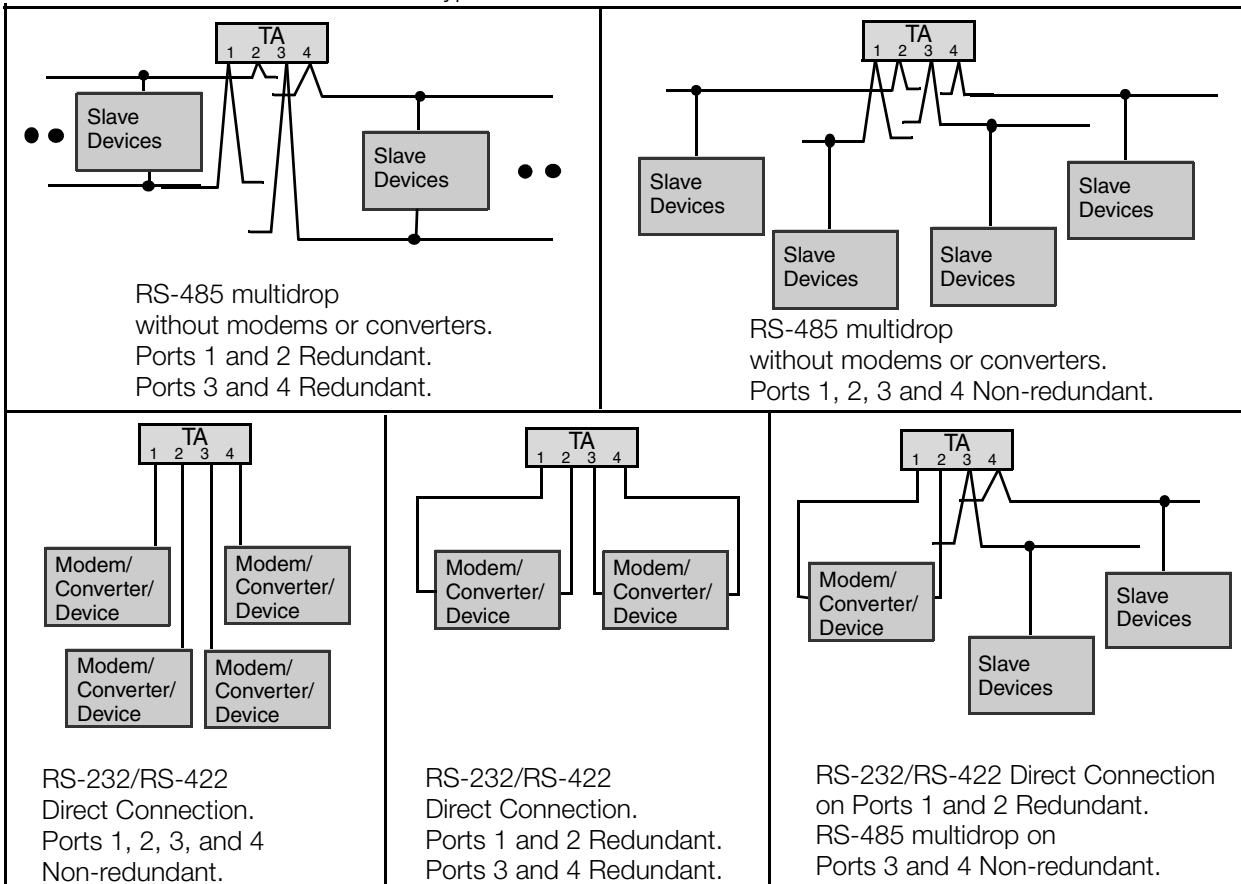 TA
1 2 3 4
Slave
Devices
Slave
Devices
RS-485 multidrop
without modems or converters.
Ports 1 and 2 Redundant.
Ports 3 and 4 Redundant.
TA
1 2 3 4
Slave
Devices
Slave
Devices
Slave
Devices
Slave
Devices
RS-485 multidrop
without modems or converters.
Ports 1, 2, 3 and 4 Non-redundant.
TA
1 2 3 4
Modem/
Converter/
Device
Modem/
Converter/
Device
Modem/
Converter/
Device
Modem/
Converter/
Device
RS-232/RS-422
Direct Connection.
Ports 1, 2, 3, and 4
Non-redundant.
TA
1 2 3 4
Modem/
Converter/
Device
Modem/
Converter/
Device
RS-232/RS-422
Direct Connection.
Ports 1 and 2 Redundant.
Ports 3 and 4 Redundant.
TA
1 2 3 4
Modem/
Converter/
Device
Slave
Devices
Slave
Devices
RS-232/RS-422 Direct Connection
on Ports 1 and 2 Redundant.
RS-485 multidrop on
Ports 3 and 4 Non-redundant.